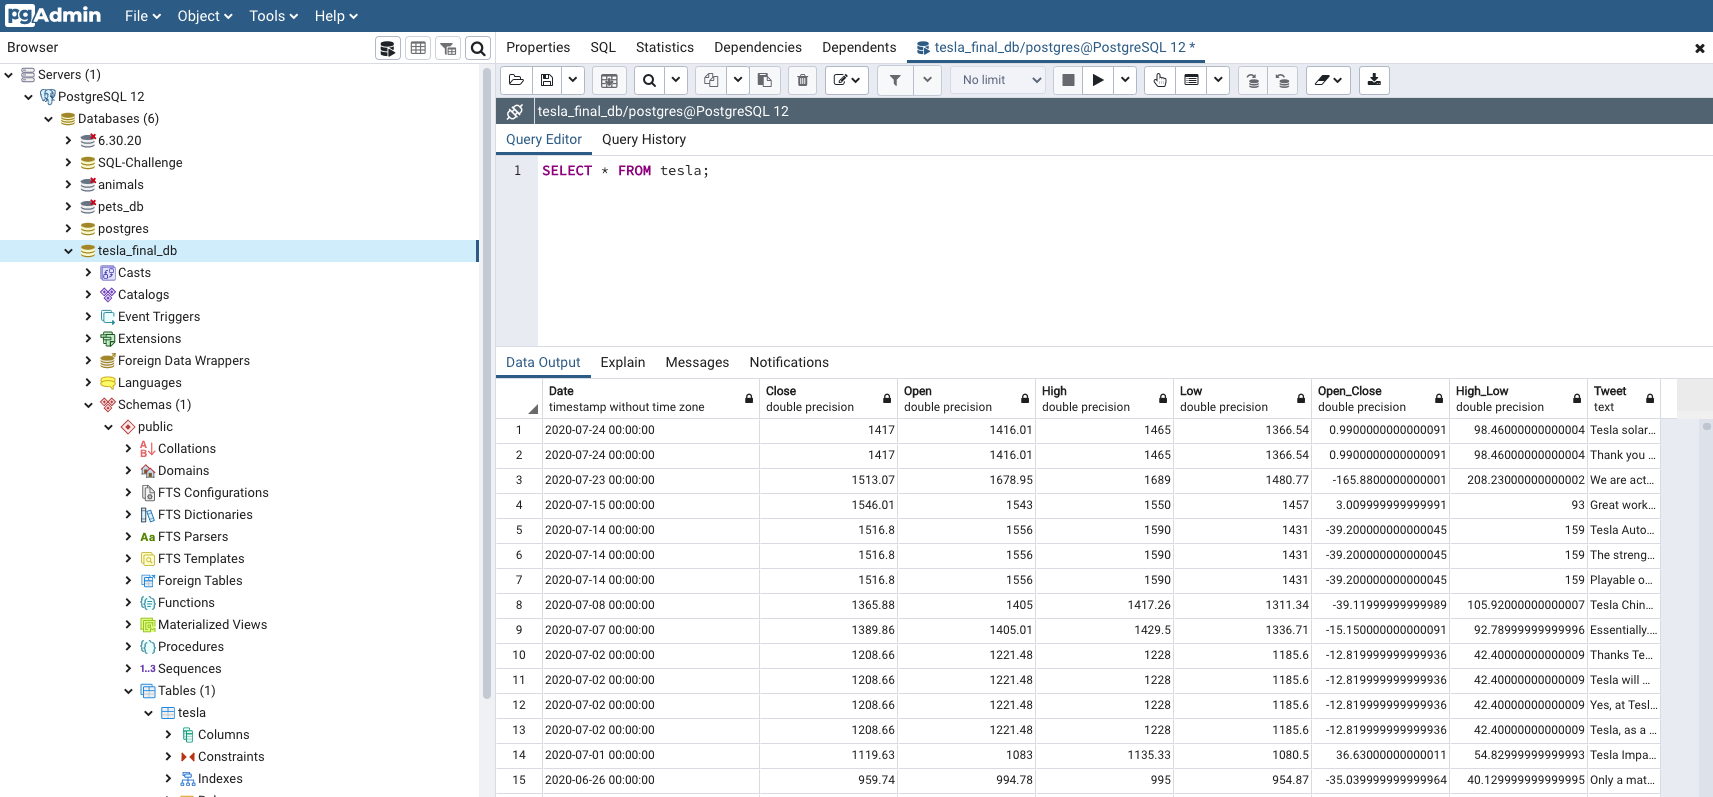 pgAdmin File Object Tools Help
Browser
Properties SQL Statistics Dependencies Dependents tesla_final_db/postgres@PostgreSQL 12 *
No limit
tesla_final_db/postgres@PostgreSQL 12
Query Editor Query History
1 SELECT * FROM tesla;
Servers (1)
PostgreSQL 12
Databases (6)
6.30.20
SQL-Challenge
animals
pets_db
postgres
tesla_final_db
Casts
Catalogs
Event Triggers
Extensions
Foreign Data Wrappers
Languages
Schemas (1)
public
Collations
Domains
FTS Configurations
FTS Dictionaries
Aa FTS Parsers
FTS Templates
Foreign Tables
Functions
Materialized Views
Procedures
1..3 Sequences
Tables (1)
tesla
Columns
Constraints
Indexes
Data Output Explain Messages Notifications
Date Close Open High Low Open_Close High_Low Tweet
timestamp without time zone double precision double precision double precision double precision double precision double precision text
1 2020-07-24 00:00:00 1417 1416.01 1465 1366.54 0.9900000000000091 98.46000000000004 Tesla solar...
2 2020-07-24 00:00:00 1417 1416.01 1465 1366.54 0.9900000000000091 98.46000000000004 Thank you ...
3 2020-07-23 00:00:00 1513.07 1678.95 1689 1480.77 -165.8800000000001 208.23000000000002 We are act...
4 2020-07-15 00:00:00 1546.01 1543 1550 1457 3.009999999999991 93 Great work...
5 2020-07-14 00:00:00 1516.8 1556 1590 1431 -39.200000000000045 159 Tesla Auto...
6 2020-07-14 00:00:00 1516.8 1556 1590 1431 -39.200000000000045 159 The streng...
7 2020-07-14 00:00:00 1516.8 1556 1590 1431 -39.200000000000045 159 Playable o...
8 2020-07-08 00:00:00 1365.88 1405 1417.26 1311.34 -39.11999999999989 105.92000000000007 Tesla Chin...
9 2020-07-07 00:00:00 1389.86 1405.01 1429.5 1336.71 -15.150000000000091 92.78999999999996 Essentially....
10 2020-07-02 00:00:00 1208.66 1221.48 1228 1185.6 -12.819999999999936 42.40000000000009 Thanks Te...
11 2020-07-02 00:00:00 1208.66 1221.48 1228 1185.6 -12.819999999999936 42.40000000000009 Tesla will ...
12 2020-07-02 00:00:00 1208.66 1221.48 1228 1185.6 -12.819999999999936 42.40000000000009 Yes, at Tesl...
13 2020-07-02 00:00:00 1208.66 1221.48 1228 1185.6 -12.819999999999936 42.40000000000009 Tesla, as a ...
14 2020-07-01 00:00:00 1119.63 1083 1135.33 1080.5 36.63000000000011 54.82999999999993 Tesla Impa...
15 2020-06-26 00:00:00 959.74 994.78 995 954.87 -35.039999999999964 40.129999999999995 Only a mat...